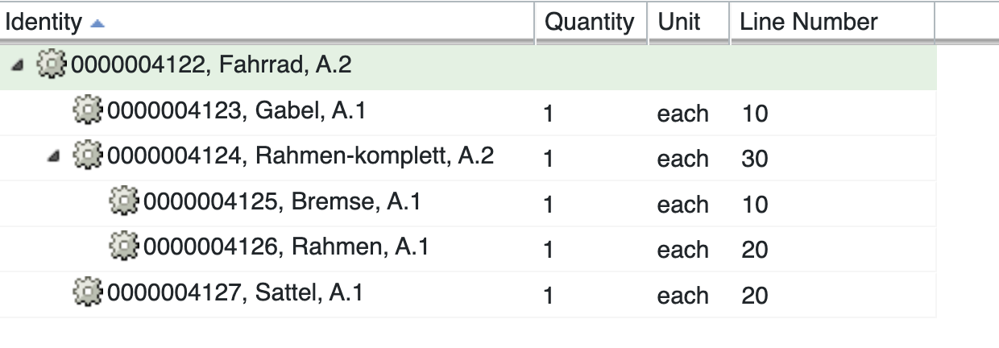 Identity Quantity Unit Line Number
0000004122, Fahrrad, A.2
0000004123, Gabel, A.1 1 each 10
0000004124, Rahmen-komplett, A.2 1 each 30
0000004125, Bremse, A.1 1 each 10
0000004126, Rahmen, A.1 1 each 20
0000004127, Sattel, A.1 1 each 20